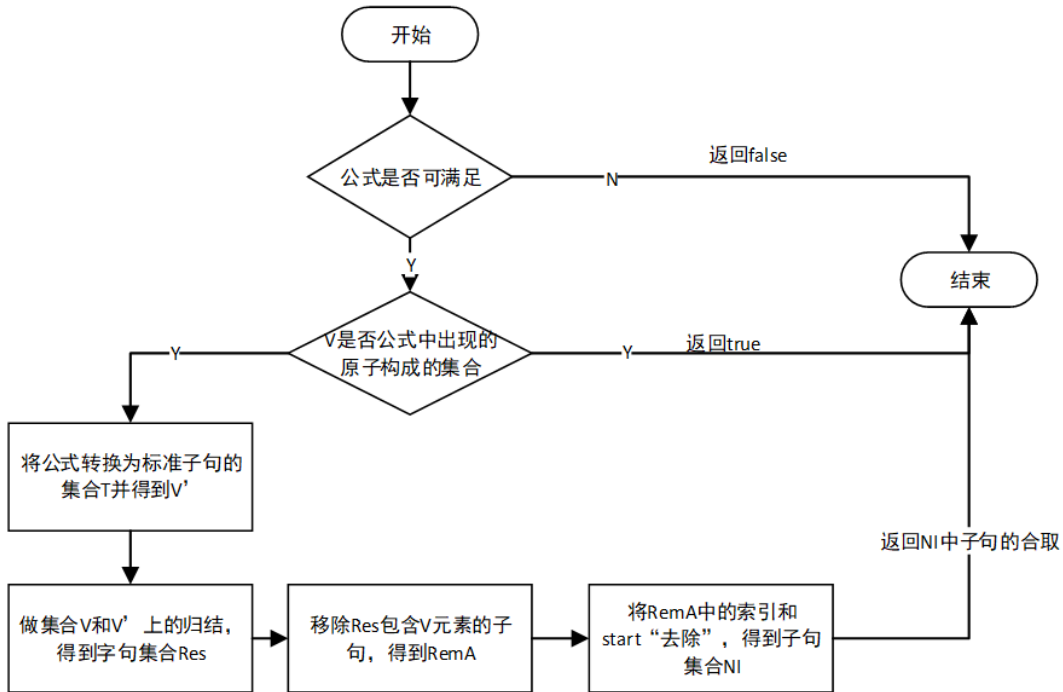 开始
返回false
公式是否可满足
N
Y
结束
V是否公式中出现的
原子构成的集合
Y
Y
返回true
将公式转换为标准子句的
集合T并得到V’
返回NI中子句的合取
做集合V和V’上的归结,
得到字句集合Res
移除Res包含V元素的子
句，得到RemA
将RemA中的索引和
start“去除”，得到子句
集合NI